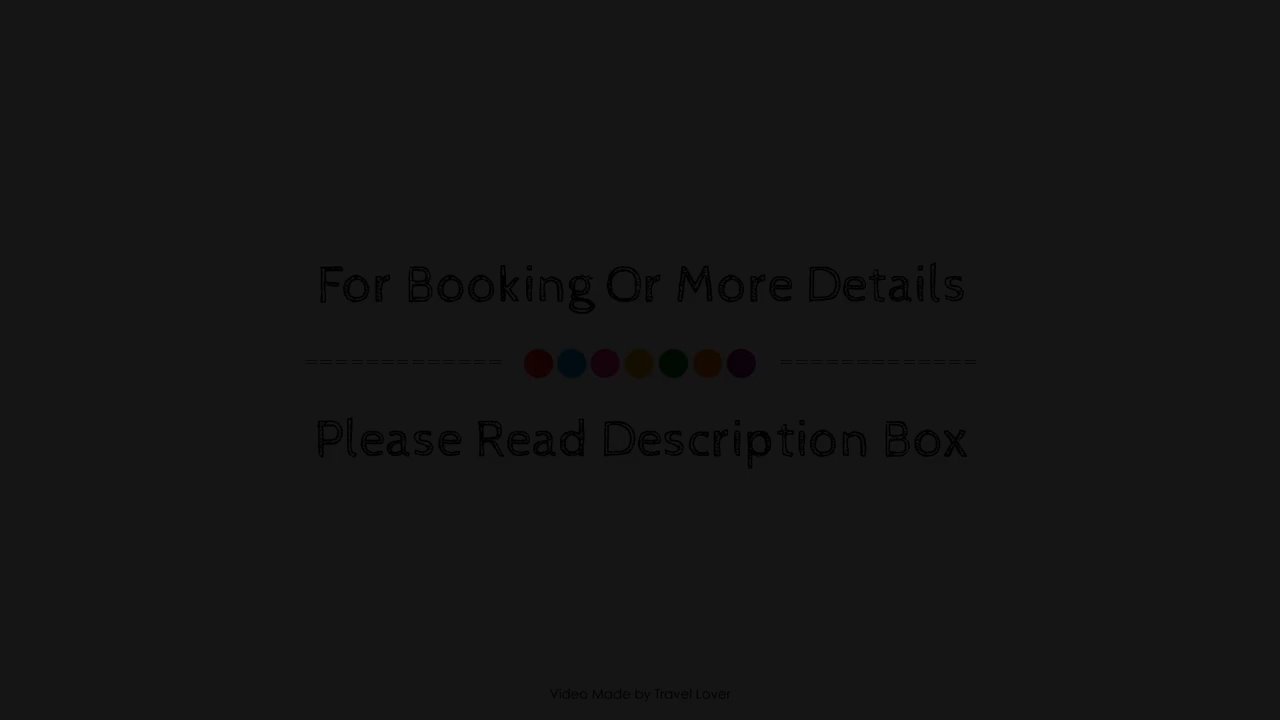 For Booking Or More Details
============= =============
Please Read Description Box
Video Made by Travel Lover